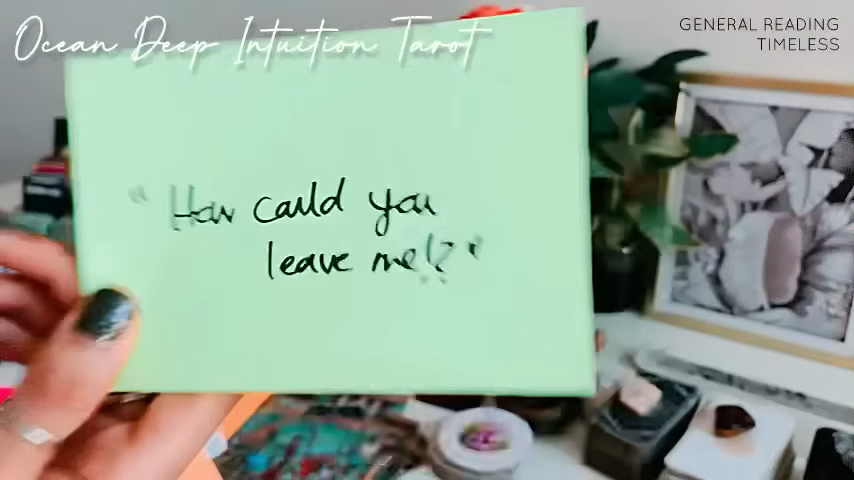 Ocean Deep Intuition Tarot
GENERAL READING
TIMELESS
"How could you
leave me!?"